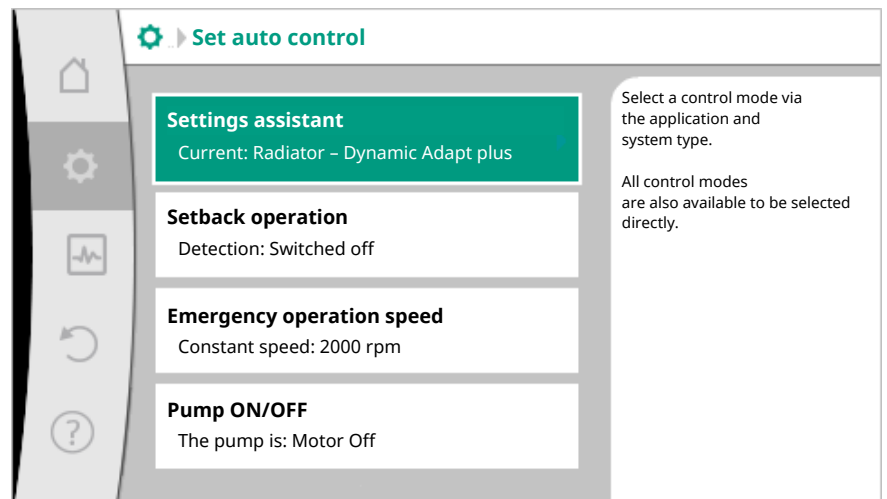 Set auto control
Settings assistant
Current: Radiator – Dynamic Adapt plus
Setback operation
Detection: Switched off
Emergency operation speed
Constant speed: 2000 rpm
Pump ON/OFF
The pump is: Motor Off
Select a control mode via
the application and
system type.
All control modes
are also available to be selected
directly.
?